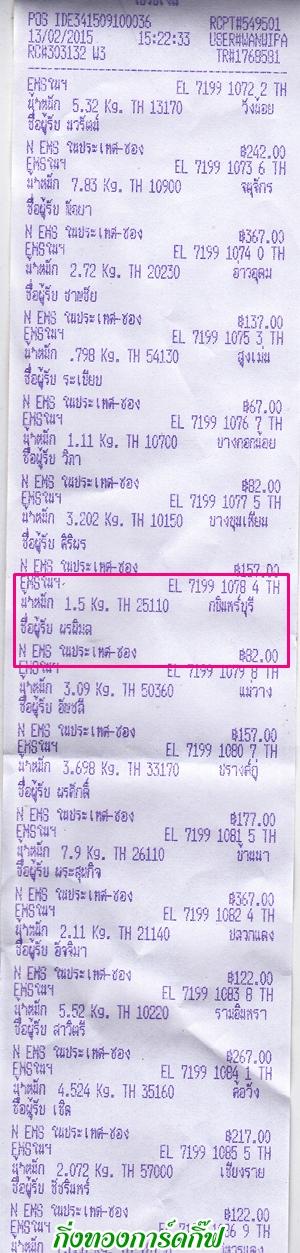 POS IDE341509100036 RCPT#549501
13/02/2015 15:22:33 USER#WANWIPA
RC#303132 W3 TR#1768581
EMSในฯ EL 7199 1072 2 TH
น้ำหนัก 5.32 Kg. TH 13170 วังน้อย
ชื่อผู้รับ มารัตน์
N EMS ในประเทศ-ซอง ฿242.00
EMSในฯ EL 7199 1073 6 TH
น้ำหนัก 7.83 Kg. TH 10900 จตุจักร
ชื่อผู้รับ
N EMS ในประเทศ-ซอง ฿367.00
EMSในฯ EL 7199 1074 0 TH
น้ำหนัก 2.72 Kg. TH 20230 อ่าวอุดม
ชื่อผู้รับ ชาญชัย
N EMS ในประเทศ-ซอง ฿137.00
EMSในฯ EL 7199 1075 3 TH
น้ำหนัก .798 Kg. TH 54130 สูงเม่น
ชื่อผู้รับ ระเบียบ
N EMS ในประเทศ-ซอง ฿67.00
EMSในฯ EL 7199 1076 7 TH
น้ำหนัก 1.11 Kg. TH 10700 บางกอกน้อย
ชื่อผู้รับ วิภา
N EMS ในประเทศ-ซอง ฿82.00
EMSในฯ EL 7199 1077 5 TH
น้ำหนัก 3.202 Kg. TH 10150 บางขุนเทียน
ชื่อผู้รับ ศิริพร
N EMS ในประเทศ-ซอง ฿157.00
EMSในฯ EL 7199 1078 4 TH
น้ำหนัก 1.5 Kg. TH 25110 กบินทร์บุรี
ชื่อผู้รับ พรพิมล
N EMS ในประเทศ-ซอง ฿82.00
EMSในฯ EL 7199 1079 8 TH
น้ำหนัก 3.09 Kg. TH 50360 แม่วาง
ชื่อผู้รับ อัญชลี
N EMS ในประเทศ-ซอง ฿157.00
EMSในฯ EL 7199 1080 7 TH
น้ำหนัก 3.698 Kg. TH 33170 ปรางค์กู่
ชื่อผู้รับ พรศักดิ์
N EMS ในประเทศ-ซอง ฿177.00
EMSในฯ EL 7199 1081 5 TH
น้ำหนัก 7.9 Kg. TH 26110 บ้านนา
ชื่อผู้รับ พระสุมกิจ
N EMS ในประเทศ-ซอง ฿367.00
EMSในฯ EL 7199 1082 4 TH
น้ำหนัก 2.11 Kg. TH 21140 ปลวกแดง
ชื่อผู้รับ อัจจิมา
N EMS ในประเทศ-ซอง ฿122.00
EMSในฯ EL 7199 1083 8 TH
น้ำหนัก 5.52 Kg. TH 10220 รามอินทรา
ชื่อผู้รับ สาวิตรี
N EMS ในประเทศ-ซอง ฿267.00
EMSในฯ EL 7199 1084 1 TH
น้ำหนัก 4.524 Kg. TH 35160 ค้อวัง
ชื่อผู้รับ เชิด
N EMS ในประเทศ-ซอง ฿217.00
EMSในฯ EL 7199 1085 5 TH
น้ำหนัก 2.072 Kg. TH 57000 เชียงราย
ชื่อผู้รับ ชัชรินทร์
N EMS ในประเทศ-ซอง ฿122.00
กิ่งทองการ์ดกิ๊ฟ